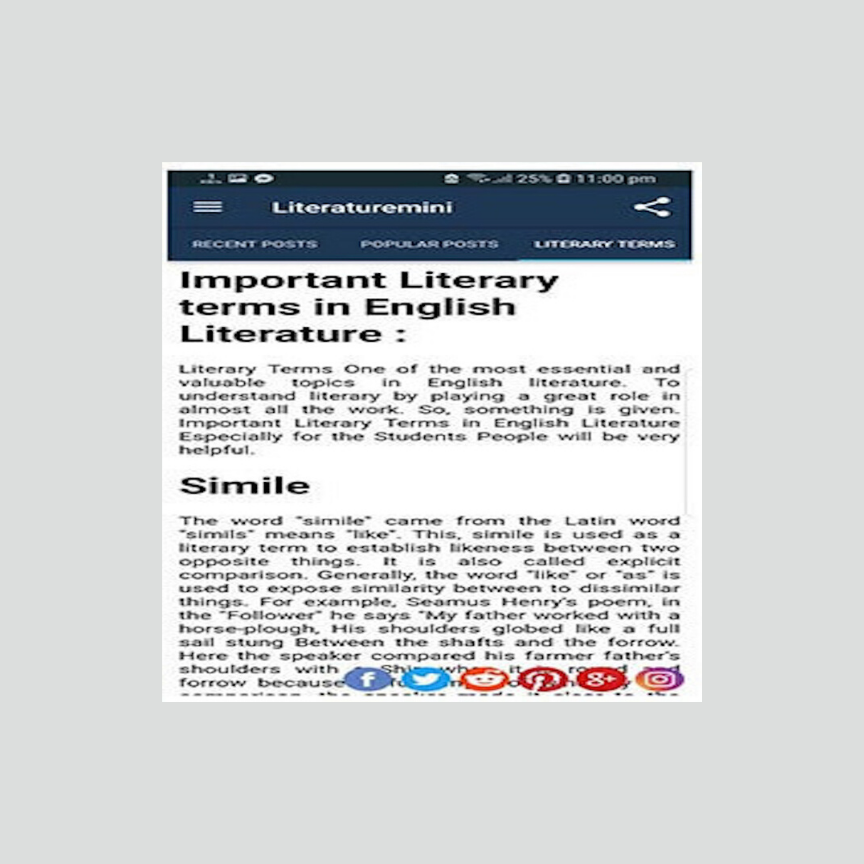 25% 11:00 pm
Literaturemini
RECENT POSTS POPULAR POSTS LITERARY TERMS
Important Literary
terms in English
Literature :
Literary Terms One of the most essential and
valuable topics in English literature. To
understand literary by playing a great role in
almost all the work. So, something is given.
Important Literary Terms in English Literature
Especially for the Students People will be very
helpful.
Simile
The word "simile" came from the Latin word
"simils" means "like". This, simile is used as a
literary term to establish likeness between two
opposite things. It is also called explicit
comparison. Generally, the word "like" or "as" is
used to expose similarity between to dissimilar
things. For example, Seamus Henry's poem, in
the "Follower" he says "My father worked with a
horse-plough, His shoulders globed like a full
sail stung Between the shafts and the forrow.
Here the speaker compared his farmer father's
shoulders with
forrow because